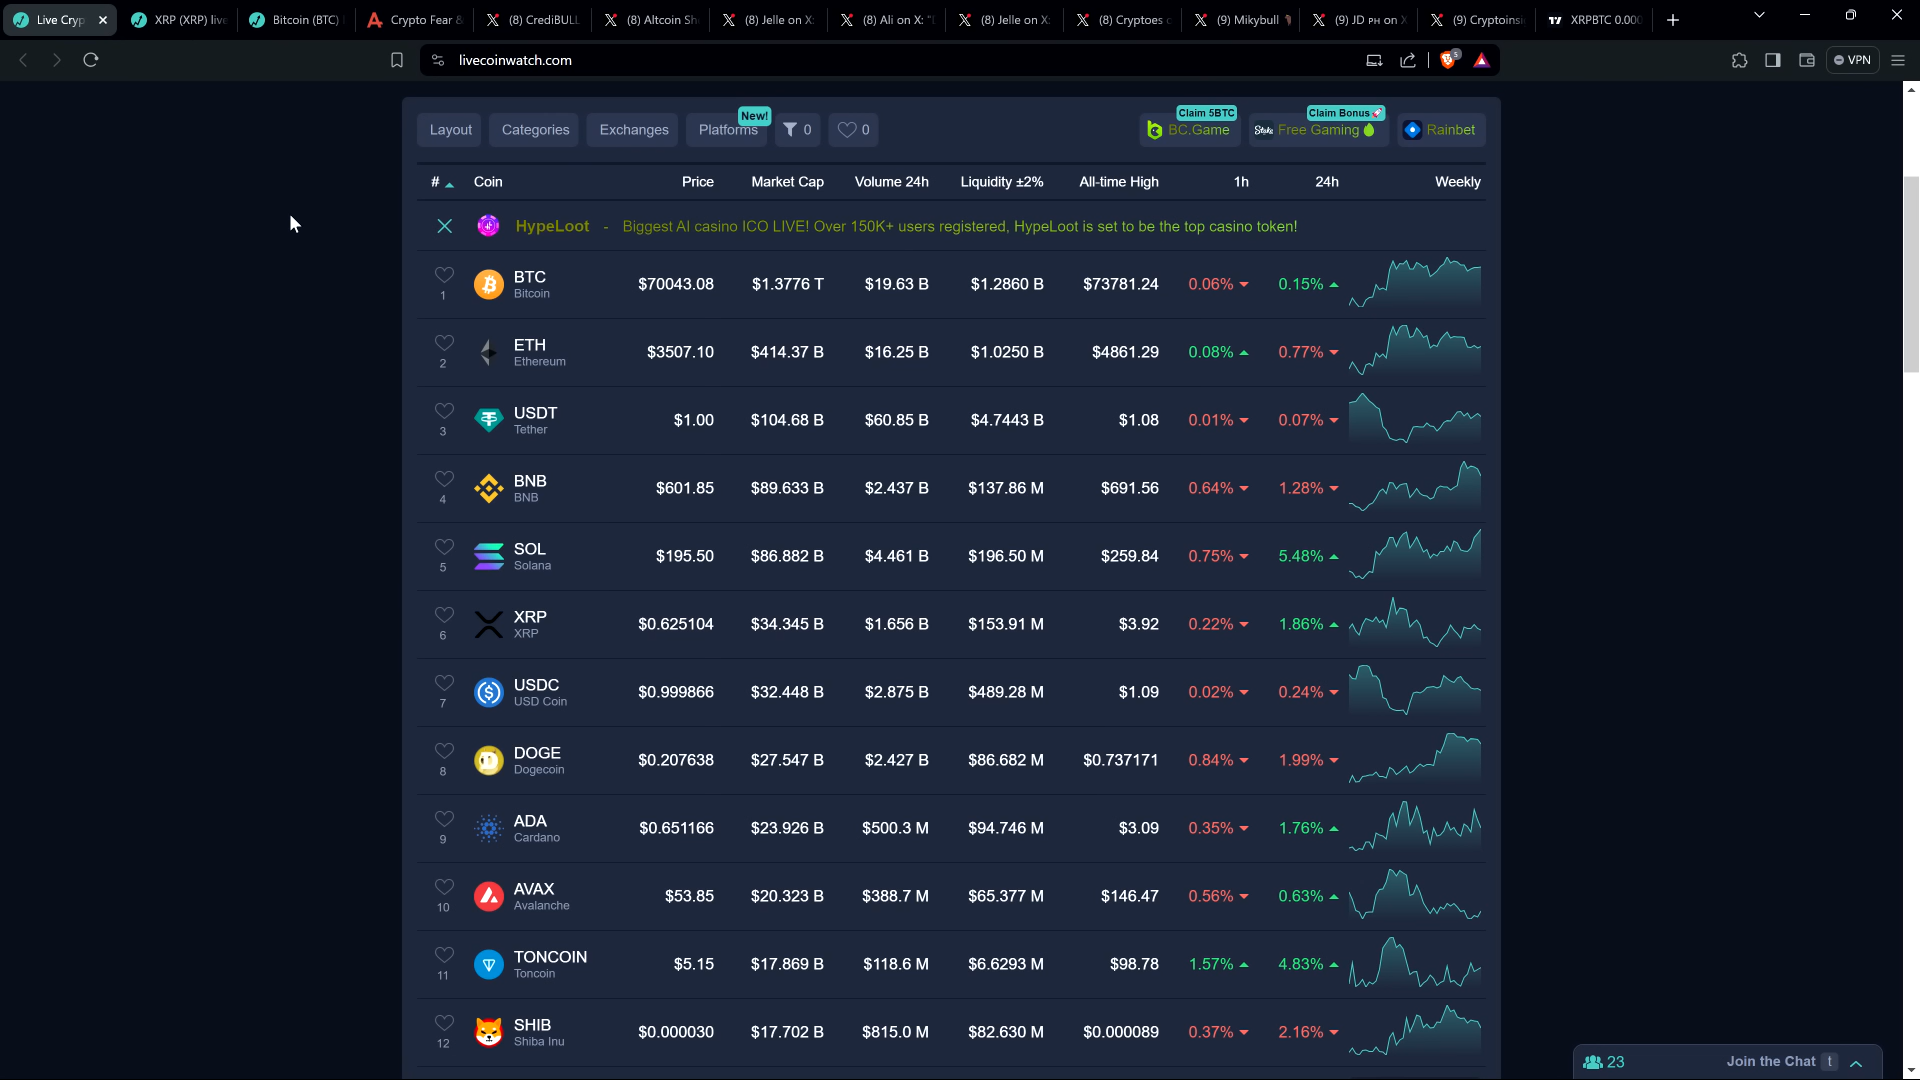 Live Cryp
XRP (XRP) live
Bitcoin (BTC)
Crypto Fear &
(8) CrediBULL
(8) Altcoin She
(8) Jelle on X:
(8) Ali on X: "
(8) Jelle on X:
(8) Cryptoes
(9) Mikybull
(9) JD PH on X
(9) Cryptoinsi
XRPBTC 0.000
livecoinwatch.com
5
VPN
Layout
Categories
Exchanges
Platforms
New!
0
0
Claim 5BTC
BC.Game
Claim Bonus🚀
Stake
Free Gaming
Rainbet
# Coin Price Market Cap Volume 24h Liquidity ±2% All-time High 1h 24h Weekly
HypeLoot - Biggest AI casino ICO LIVE! Over 150K+ users registered, HypeLoot is set to be the top casino token!
1 BTC $70043.08 $1.3776 T $19.63 B $1.2860 B $73781.24 0.06% 0.15%
Bitcoin
2 ETH $3507.10 $414.37 B $16.25 B $1.0250 B $4861.29 0.08% 0.77%
Ethereum
3 USDT $1.00 $104.68 B $60.85 B $4.7443 B $1.08 0.01% 0.07%
Tether
4 BNB $601.85 $89.633 B $2.437 B $137.86 M $691.56 0.64% 1.28%
BNB
5 SOL $195.50 $86.882 B $4.461 B $196.50 M $259.84 0.75% 5.48%
Solana
6 XRP $0.625104 $34.345 B $1.656 B $153.91 M $3.92 0.22% 1.86%
XRP
7 USDC $0.999866 $32.448 B $2.875 B $489.28 M $1.09 0.02% 0.24%
USD Coin
8 DOGE $0.207638 $27.547 B $2.427 B $86.682 M $0.737171 0.84% 1.99%
Dogecoin
9 ADA $0.651166 $23.926 B $500.3 M $94.746 M $3.09 0.35% 1.76%
Cardano
10 AVAX $53.85 $20.323 B $388.7 M $65.377 M $146.47 0.56% 0.63%
Avalanche
11 TONCOIN $5.15 $17.869 B $118.6 M $6.6293 M $98.78 1.57% 4.83%
Toncoin
12 SHIB $0.000030 $17.702 B $815.0 M $82.630 M $0.000089 0.37% 2.16%
Shiba Inu
23
Join the Chat t